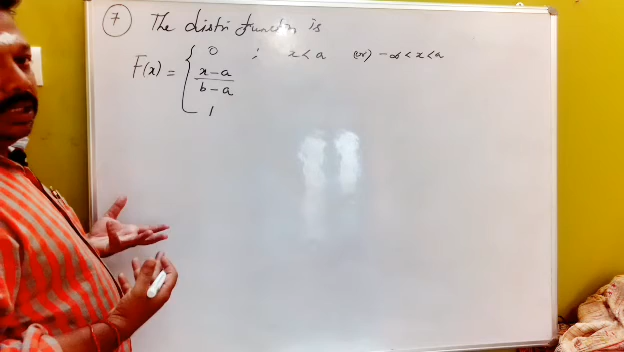 ⑦ The distri function is
F(x) = { 0 ; x < a (or) -∞ < x < a
x-a / b-a
1